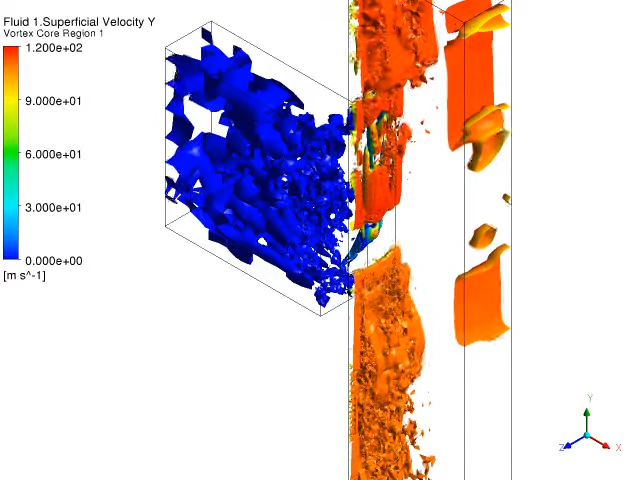 Fluid 1.Superficial Velocity Y
Vortex Core Region 1
1.200e+02
9.000e+01
6.000e+01
3.000e+01
0.000e+00
[m s^-1]
Y
Z
X